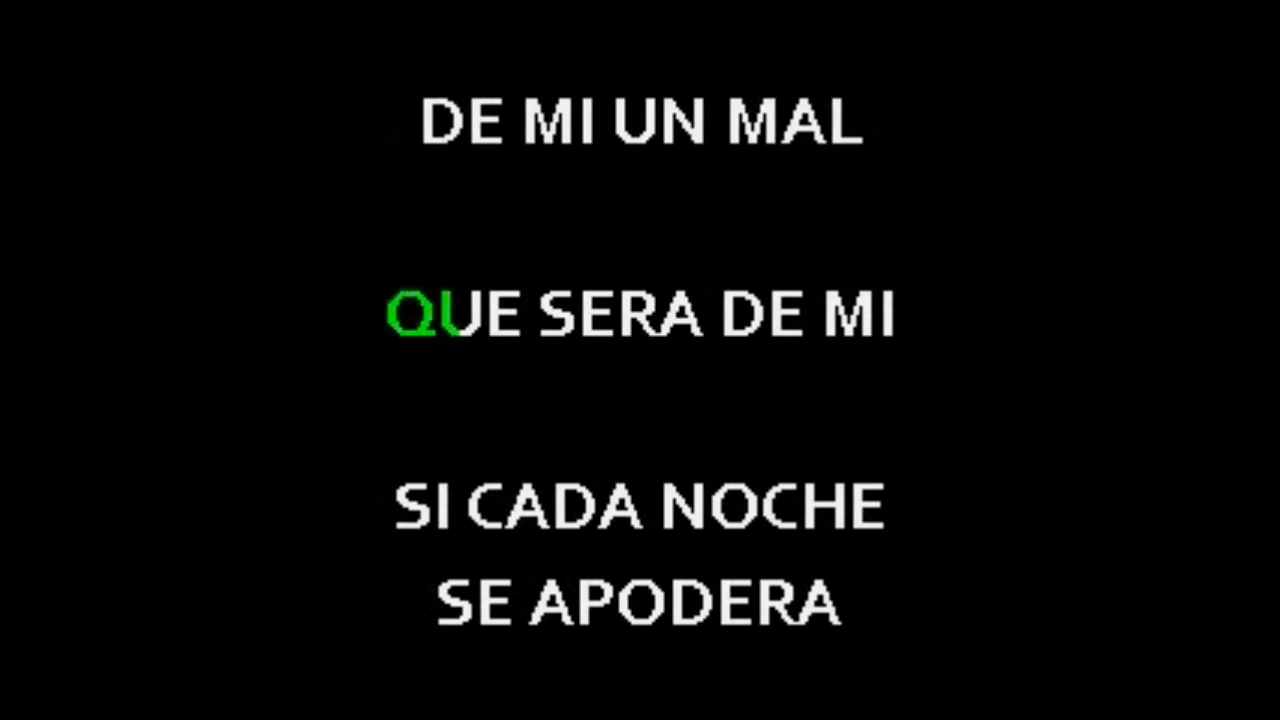 DE MI UN MAL
QUE SERA DE MI
SI CADA NOCHE
SE APODERA